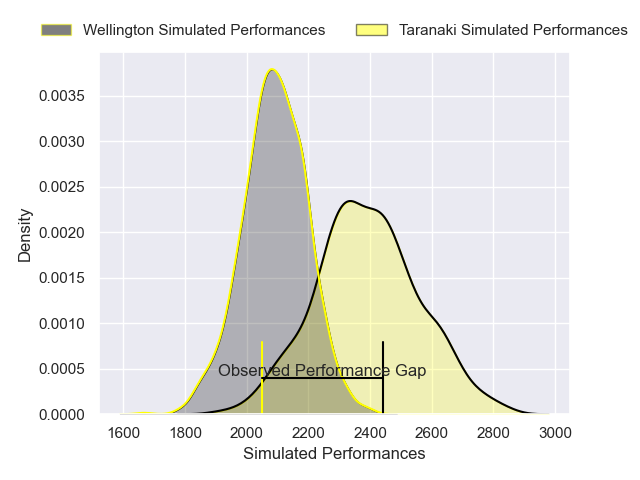 Wellington Simulated Performances
Taranaki Simulated Performances
0.0035
0.0030
0.0025
0.0020
0.0015
0.0010
0.0005
0.0000
Density
Observed Performance Gap
1600 1800 2000 2200 2400 2600 2800 3000
Simulated Performances